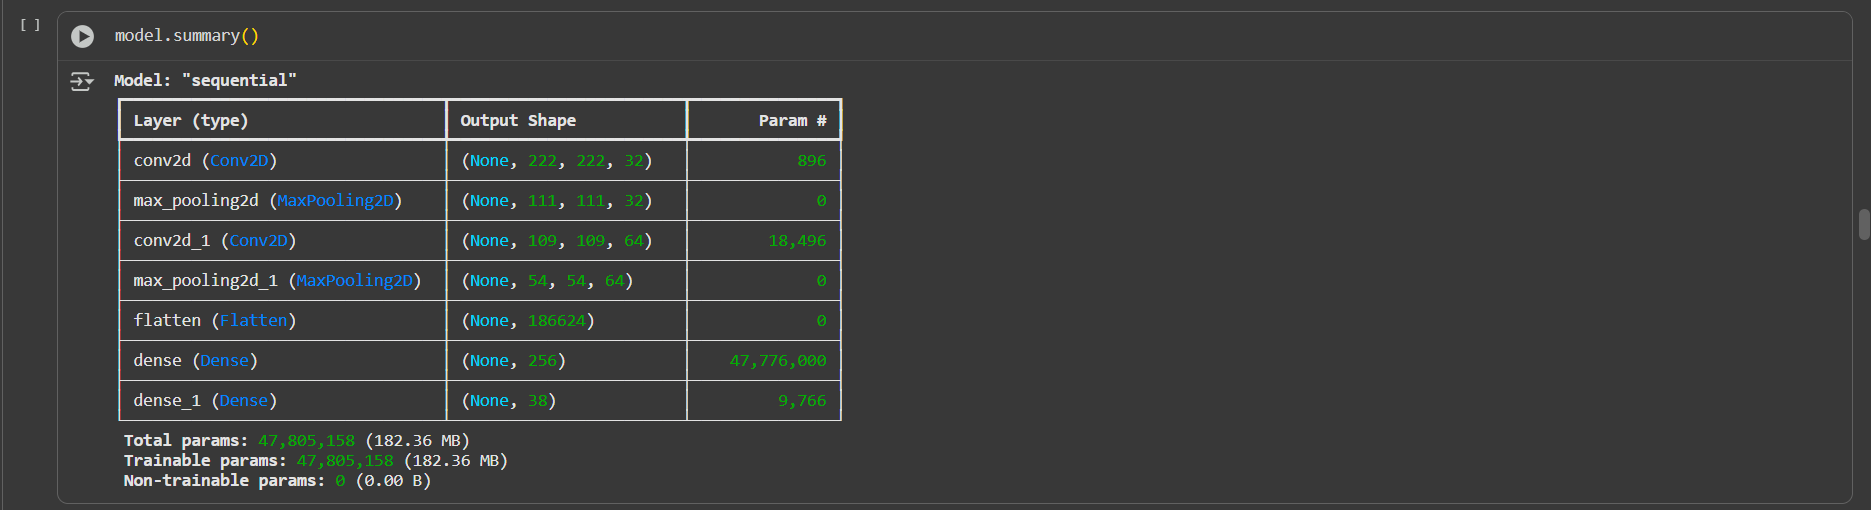 [ ]
model.summary()
Model: "sequential"
Layer (type) Output Shape Param #
conv2d (Conv2D) (None, 222, 222, 32) 896
max_pooling2d (MaxPooling2D) (None, 111, 111, 32) 0
conv2d_1 (Conv2D) (None, 109, 109, 64) 18,496
max_pooling2d_1 (MaxPooling2D) (None, 54, 54, 64) 0
flatten (Flatten) (None, 186624) 0
dense (Dense) (None, 256) 47,776,000
dense_1 (Dense) (None, 38) 9,766
Total params: 47,805,158 (182.36 MB)
Trainable params: 47,805,158 (182.36 MB)
Non-trainable params: 0 (0.00 B)